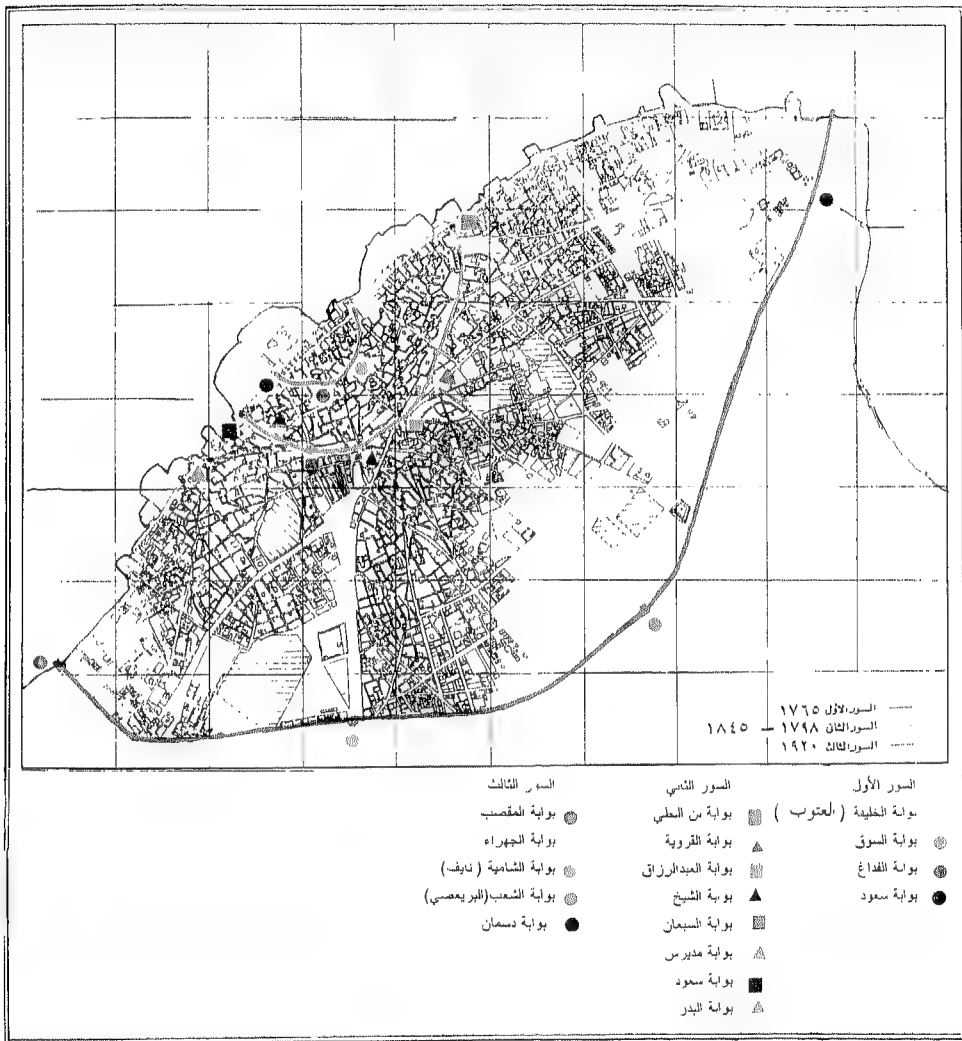 السور الأول ١٧٦٥
السور الثاني ١٧٩٨ – ١٨٤٥
السور الثالث ١٩٢٠
السور الأول
بوابة الخليفة ( العتوب )
بوابة السوق
بوابة الفداغ
بوابة سعود
السور الثاني
بوابة بن البطي
بوابة القروية
بوابة العبدالرزاق
بوابة الشيخ
بوابة السبعان
بوابة مديرس
بوابة سعود
بوابة البدر
السور الثالث
بوابة المقصب
بوابة الجهراء
بوابة الشامية ( نايف )
بوابة الشعب (البريعصي)
بوابة دسمان